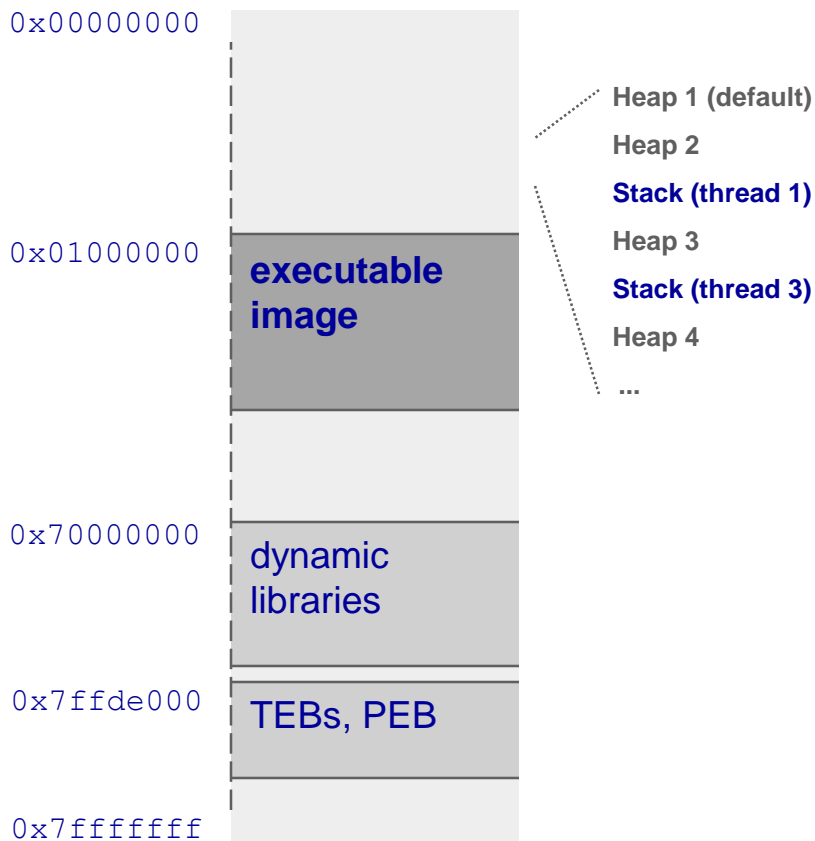 0x00000000
Heap 1 (default)
Heap 2
Stack (thread 1)
Heap 3
Stack (thread 3)
Heap 4
...
0x01000000
executable
image
0x70000000
dynamic
libraries
0x7ffde000
TEBs, PEB
0x7fffffff